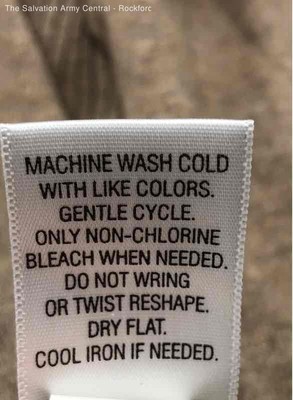 The Salvation Army Central - Rockford
MACHINE WASH COLD
WITH LIKE COLORS.
GENTLE CYCLE.
ONLY NON-CHLORINE
BLEACH WHEN NEEDED.
DO NOT WRING
OR TWIST RESHAPE.
DRY FLAT.
COOL IRON IF NEEDED.